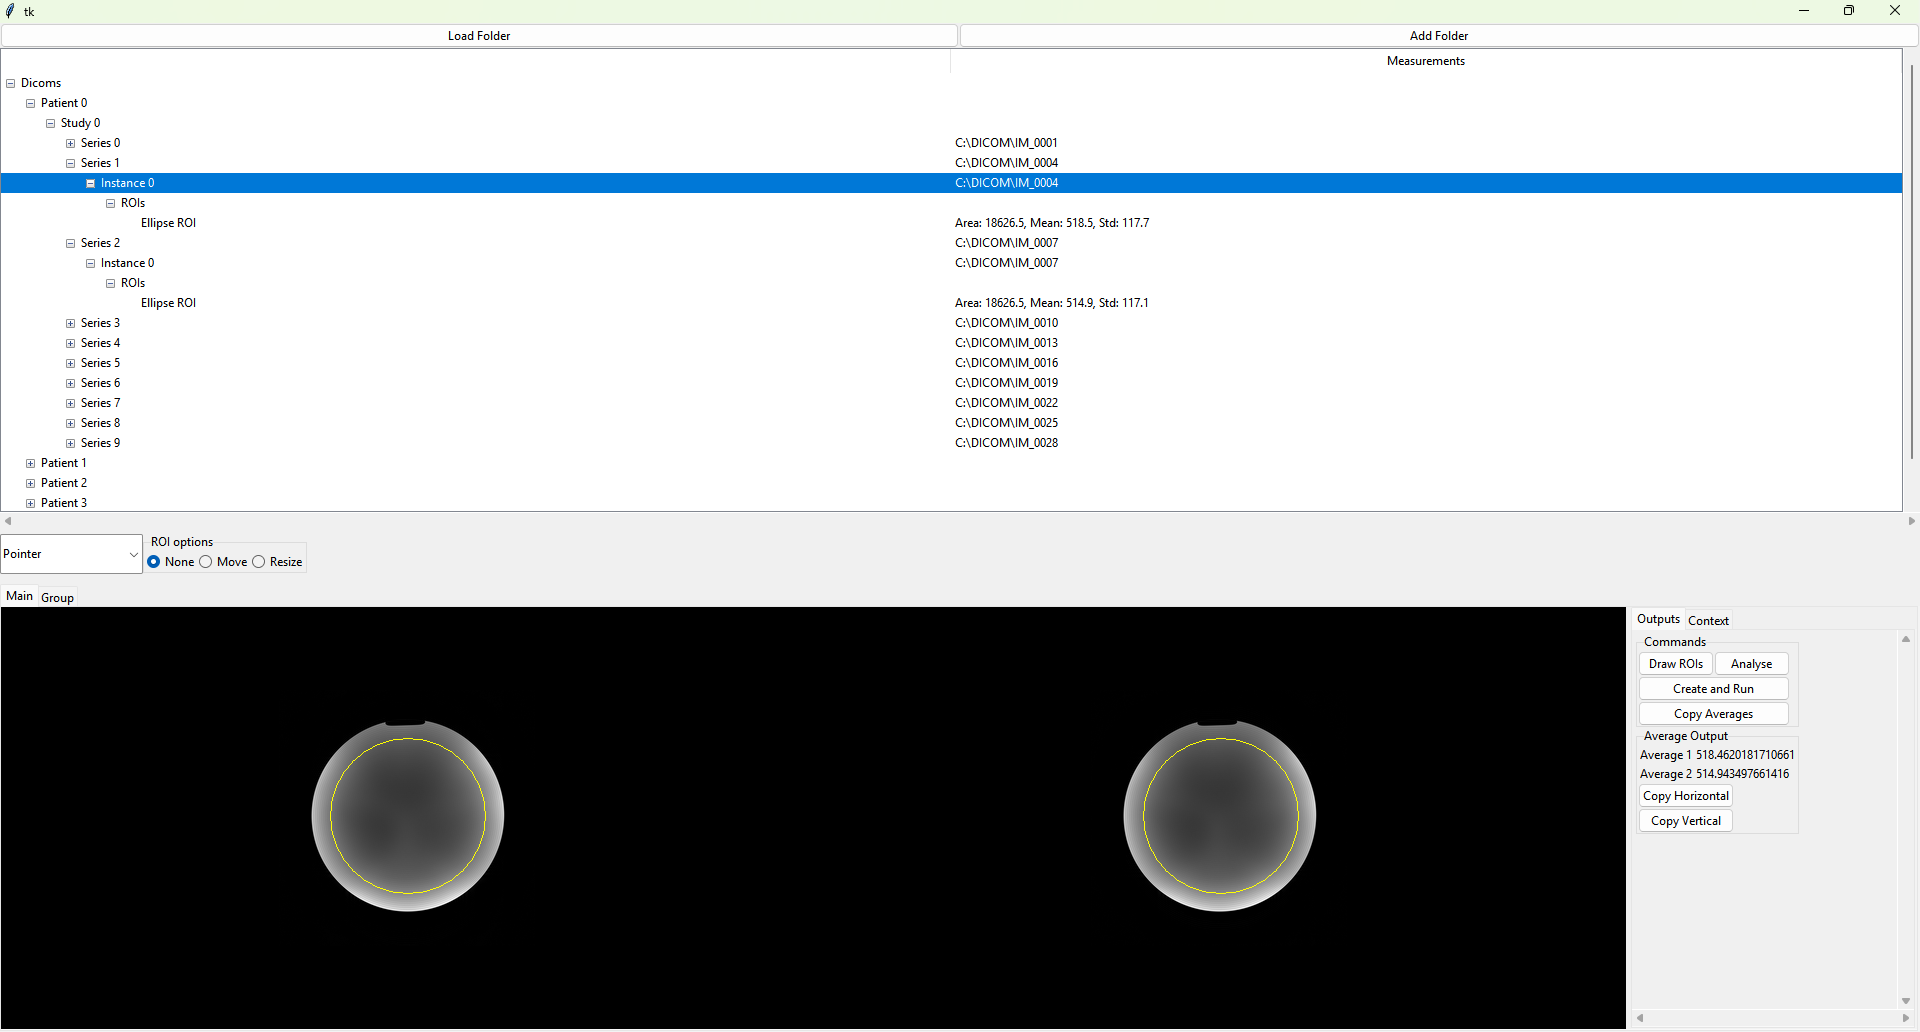 tk
Load Folder Add Folder
Measurements
Dicoms
Patient 0
Study 0
Series 0 C:\DICOM\IM_0001
Series 1 C:\DICOM\IM_0004
Instance 0 C:\DICOM\IM_0004
ROIs
Ellipse ROI Area: 18626.5, Mean: 518.5, Std: 117.7
Series 2 C:\DICOM\IM_0007
Instance 0 C:\DICOM\IM_0007
ROIs
Ellipse ROI Area: 18626.5, Mean: 514.9, Std: 117.1
Series 3 C:\DICOM\IM_0010
Series 4 C:\DICOM\IM_0013
Series 5 C:\DICOM\IM_0016
Series 6 C:\DICOM\IM_0019
Series 7 C:\DICOM\IM_0022
Series 8 C:\DICOM\IM_0025
Series 9 C:\DICOM\IM_0028
Patient 1
Patient 2
Patient 3
ROI options
Pointer
None Move Resize
Main Group
Outputs Context
Commands
Draw ROIs Analyse
Create and Run
Copy Averages
Average Output
Average 1 518.4620181710661
Average 2 514.943497661416
Copy Horizontal
Copy Vertical